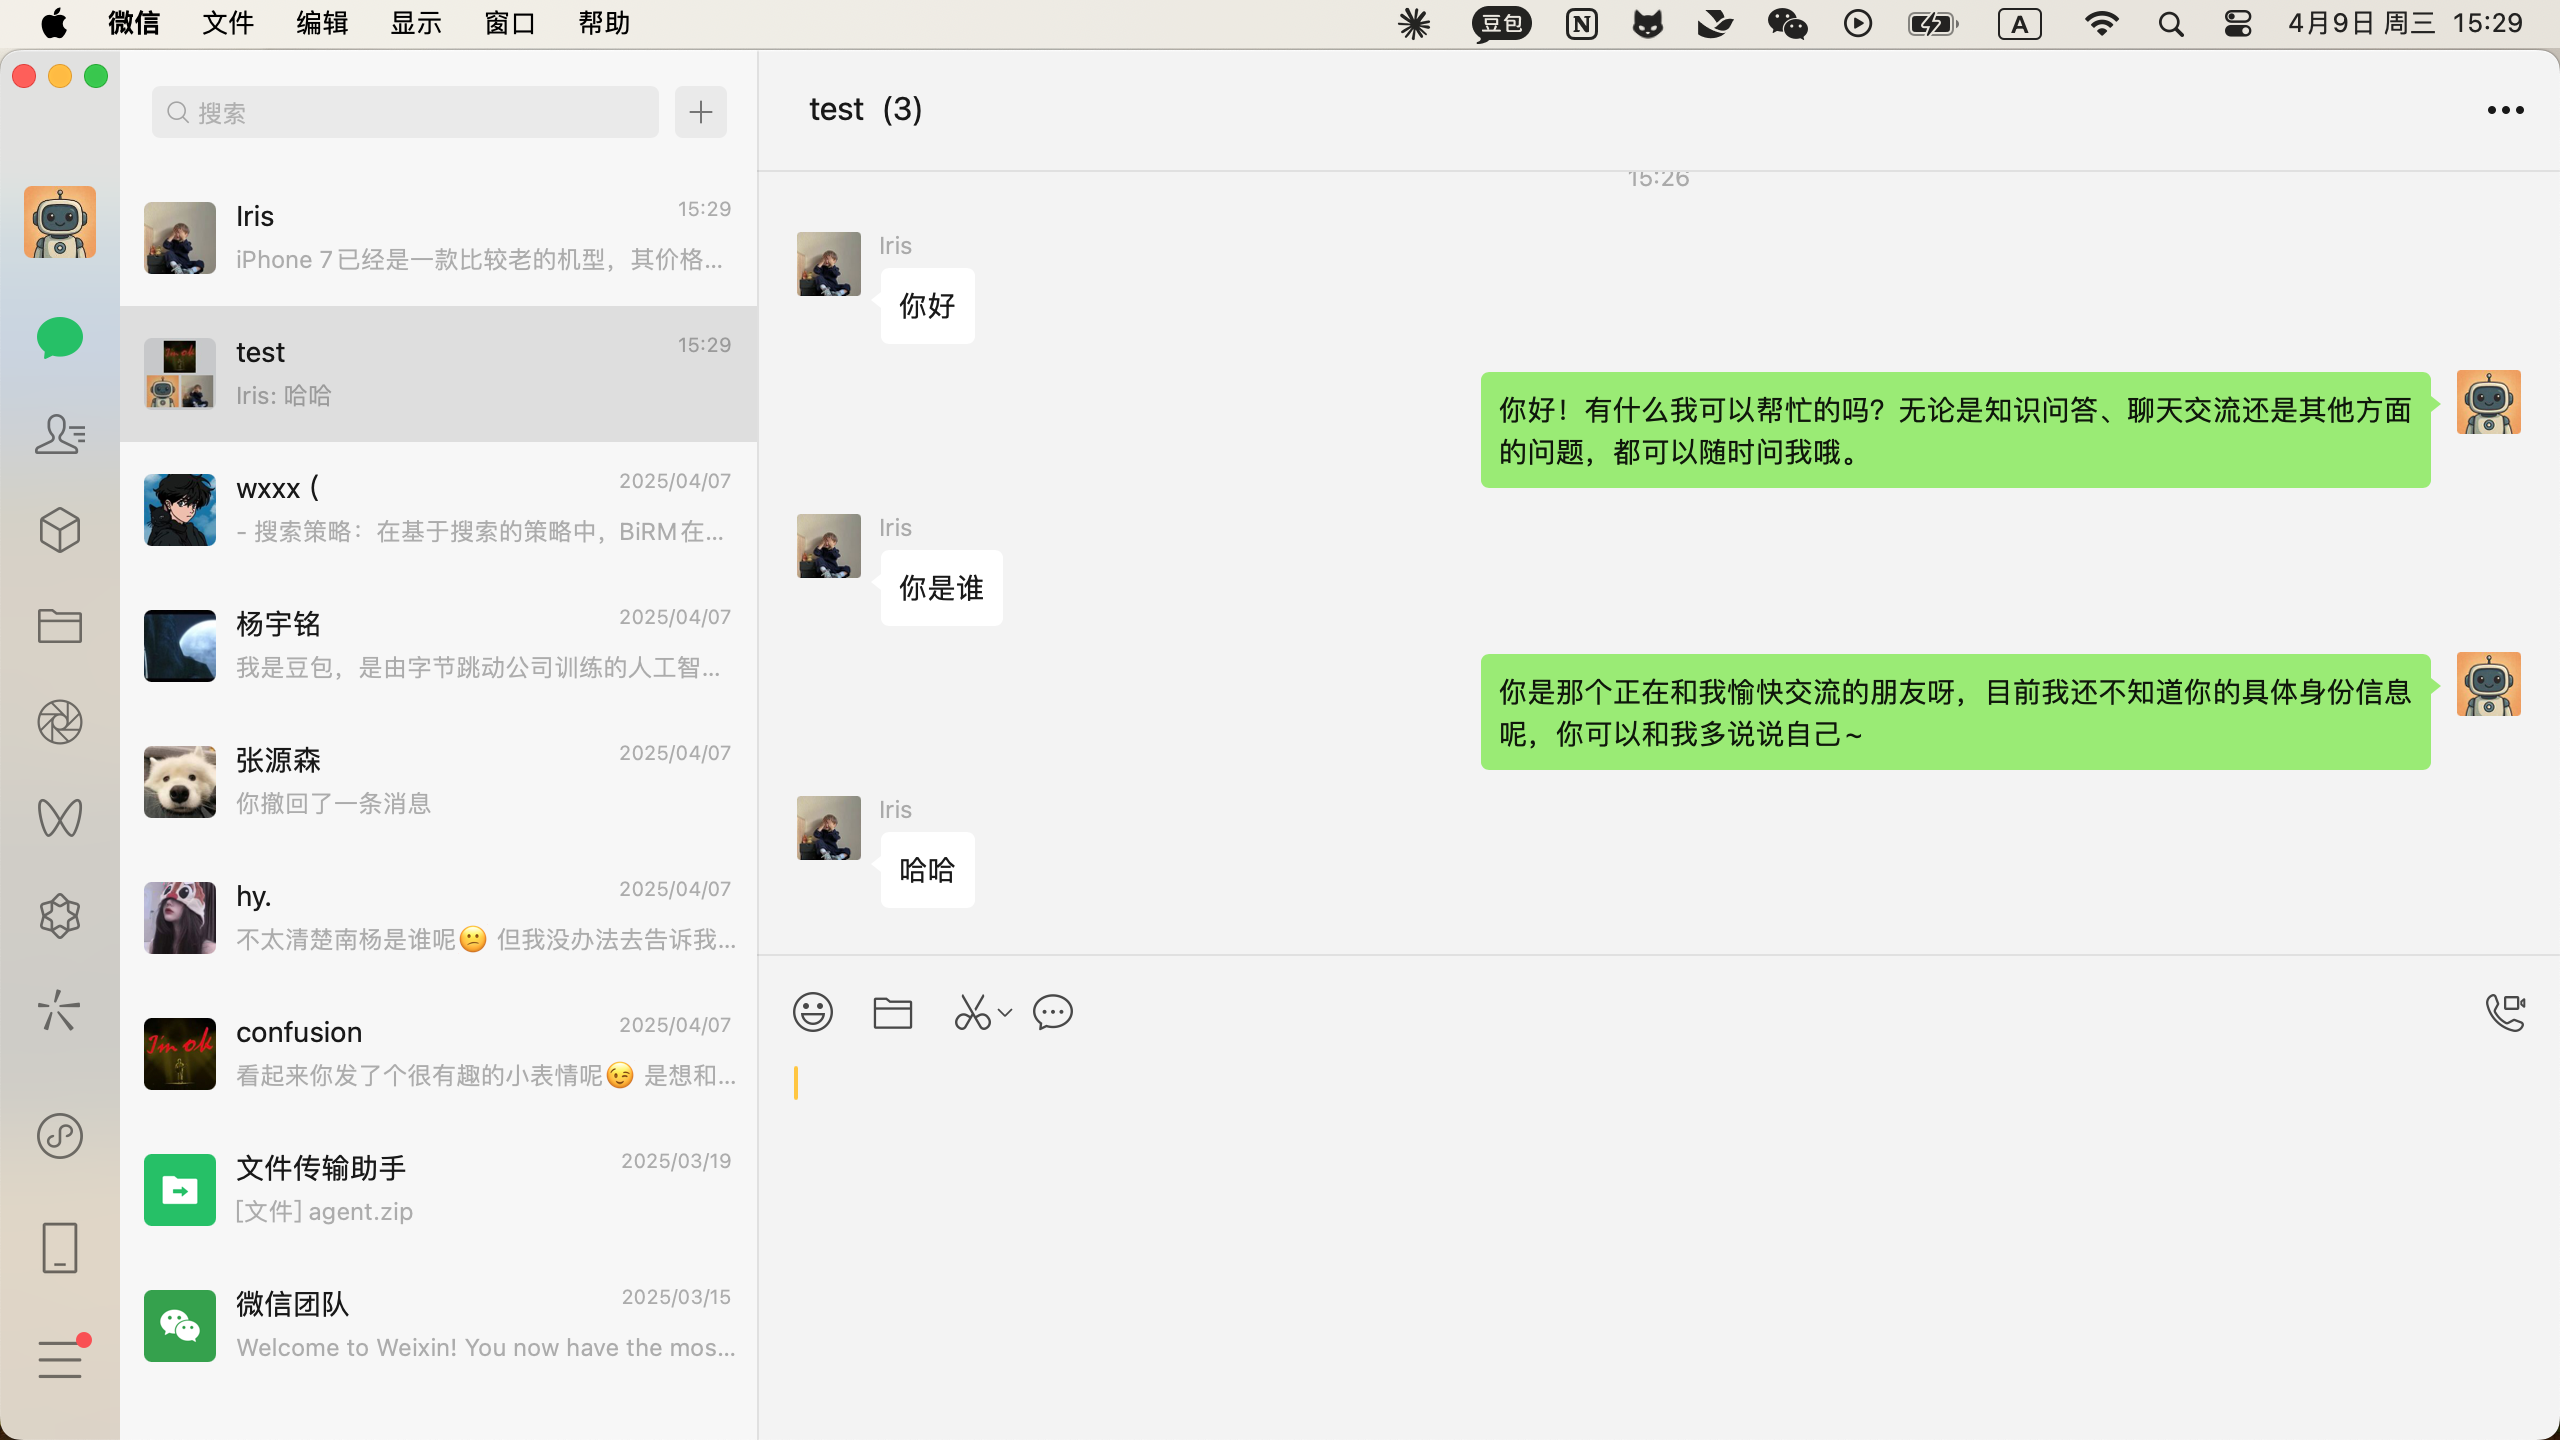 微信 文件 编辑 显示 窗口 帮助
豆包 N A 4月9日 周三 15:29
搜索
Iris 15:29
iPhone 7已经是一款比较老的机型，其价格...
test 15:29
Iris: 哈哈
wxxx ( 2025/04/07
- 搜索策略：在基于搜索的策略中，BiRM在...
杨宇铭 2025/04/07
我是豆包，是由字节跳动公司训练的人工智...
张源森 2025/04/07
你撤回了一条消息
hy. 2025/04/07
不太清楚南杨是谁呢😕 但我没办法去告诉我...
confusion 2025/04/07
看起来你发了个很有趣的小表情呢😉 是想和...
I'm ok
文件传输助手 2025/03/19
[文件] agent.zip
微信团队 2025/03/15
Welcome to Weixin! You now have the mos...
test (3)
15:26
Iris
你好
你好！有什么我可以帮忙的吗？无论是知识问答、聊天交流还是其他方面
的问题，都可以随时问我哦。
Iris
你是谁
你是那个正在和我愉快交流的朋友呀，目前我还不知道你的具体身份信息
呢，你可以和我多说说自己~
Iris
哈哈